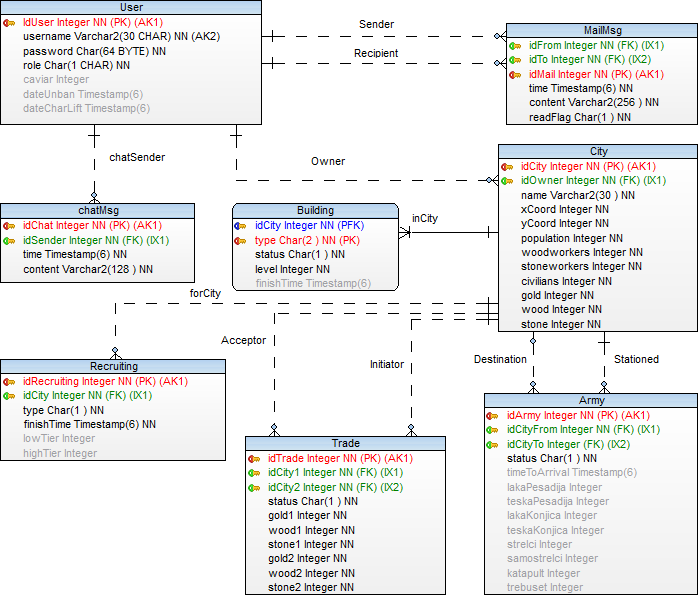 User
IdUser Integer NN (PK) (AK1)
username Varchar2(30 CHAR) NN (AK2)
password Char(64 BYTE) NN
role Char(1 CHAR) NN
caviar Integer
dateUnban Timestamp(6)
dateCharLift Timestamp(6)
Sender
Recipient
MailMsg
idFrom Integer NN (FK) (IX1)
idTo Integer NN (FK) (IX2)
idMail Integer NN (PK) (AK1)
time Timestamp(6) NN
content Varchar2(256 ) NN
readFlag Char(1 ) NN
chatSender
Owner
City
idCity Integer NN (PK) (AK1)
idOwner Integer NN (FK) (IX1)
name Varchar2(30 ) NN
xCoord Integer NN
yCoord Integer NN
population Integer NN
woodworkers Integer NN
stoneworkers Integer NN
civilians Integer NN
gold Integer NN
wood Integer NN
stone Integer NN
chatMsg
idChat Integer NN (PK) (AK1)
idSender Integer NN (FK) (IX1)
time Timestamp(6) NN
content Varchar2(128 ) NN
Building
idCity Integer NN (PFK)
type Char(2 ) NN (PK)
status Char(1 ) NN
level Integer NN
finishTime Timestamp(6)
inCity
forCity
Acceptor
Initiator
Destination
Stationed
Recruiting
idRecruiting Integer NN (PK) (AK1)
idCity Integer NN (FK) (IX1)
type Char(1 ) NN
finishTime Timestamp(6) NN
lowTier Integer
highTier Integer
Trade
idTrade Integer NN (PK) (AK1)
idCity1 Integer NN (FK) (IX1)
idCity2 Integer NN (FK) (IX2)
status Char(1 ) NN
gold1 Integer NN
wood1 Integer NN
stone1 Integer NN
gold2 Integer NN
wood2 Integer NN
stone2 Integer NN
Army
idArmy Integer NN (PK) (AK1)
idCityFrom Integer NN (FK) (IX1)
idCityTo Integer NN (FK) (IX2)
status Char(1 ) NN
timeToArrival Timestamp(6)
lakaPesadija Integer
teskaPesadija Integer
lakaKonjica Integer
teskaKonjica Integer
strelci Integer
samostrelci Integer
katapult Integer
trebuset Integer